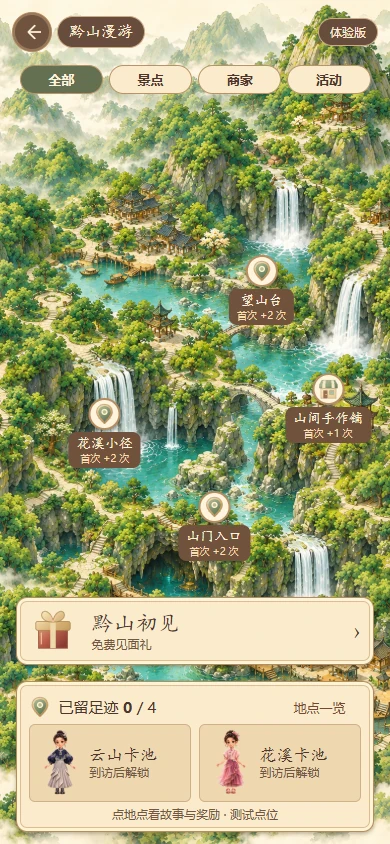 黔山漫游
体验版
全部
景点
商家
活动
望山台
首次 +2 次
山间手作铺
首次 +1 次
花溪小径
首次 +2 次
山门入口
首次 +2 次
黔山初见
免费见面礼
已留足迹 0 / 4
地点一览
云山卡池
到访后解锁
花溪卡池
到访后解锁
点地点看故事与奖励 · 测试点位